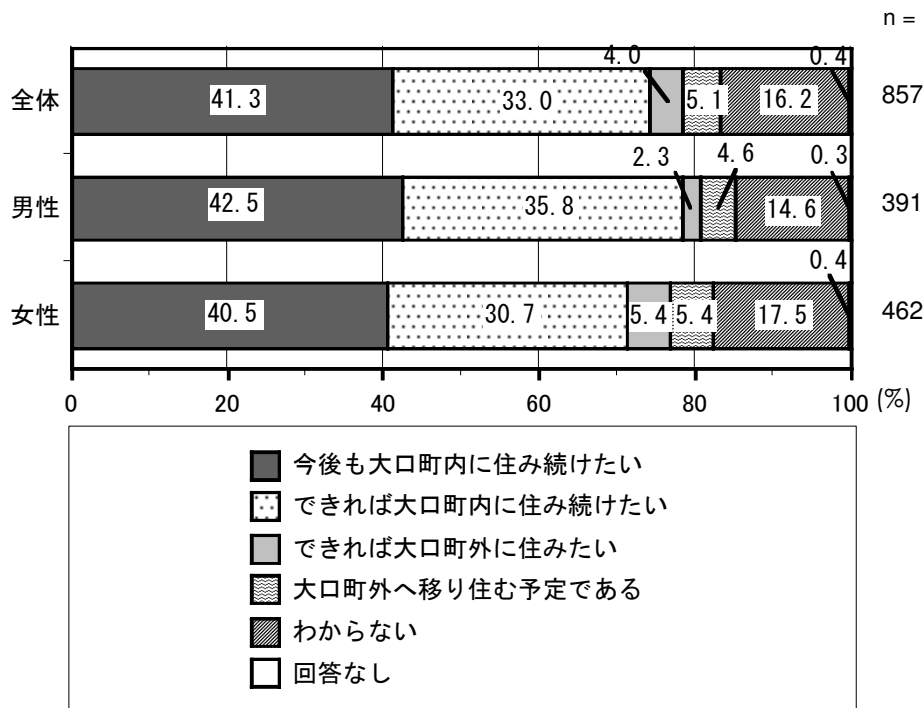 n =
4.0 0.4
全体 41.3 33.0 5.1 16.2 857
2.3 4.6 0.3
男性 42.5 35.8 14.6 391
0.4
女性 40.5 30.7 5.4 5.4 17.5 462
0 20 40 60 80 100 (%)
今後も大口町内に住み続けたい
できれば大口町内に住み続けたい
できれば大口町外に住みたい
大口町外へ移り住む予定である
わからない
回答なし